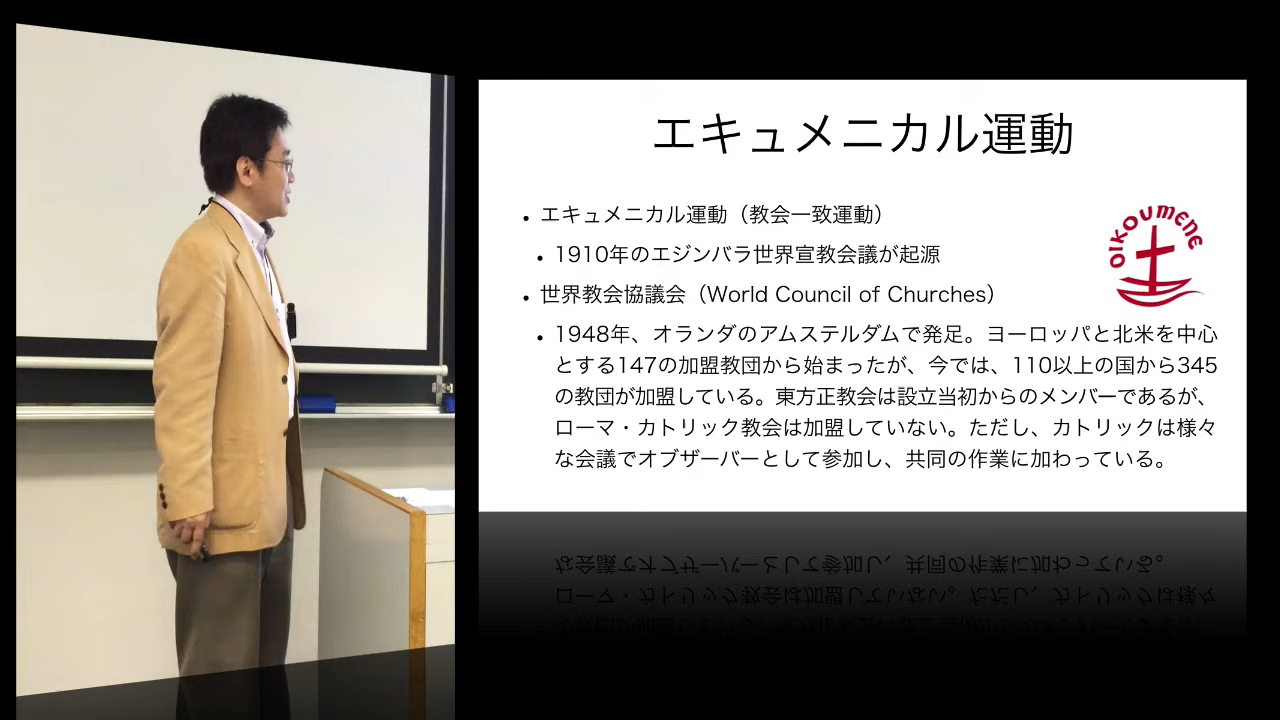 エキュメニカル運動
• エキュメニカル運動（教会一致運動）
• 1910年のエジンバラ世界宣教会議が起源
OIKOUMENE
• 世界教会協議会（World Council of Churches）
• 1948年、オランダのアムステルダムで発足。ヨーロッパと北米を中心
とする147の加盟教団から始まったが、今では、110以上の国から345
の教団が加盟している。東方正教会は設立当初からのメンバーであるが、
ローマ・カトリック教会は加盟していない。ただし、カトリックは様々
な会議でオブザーバーとして参加し、共同の作業に加わっている。